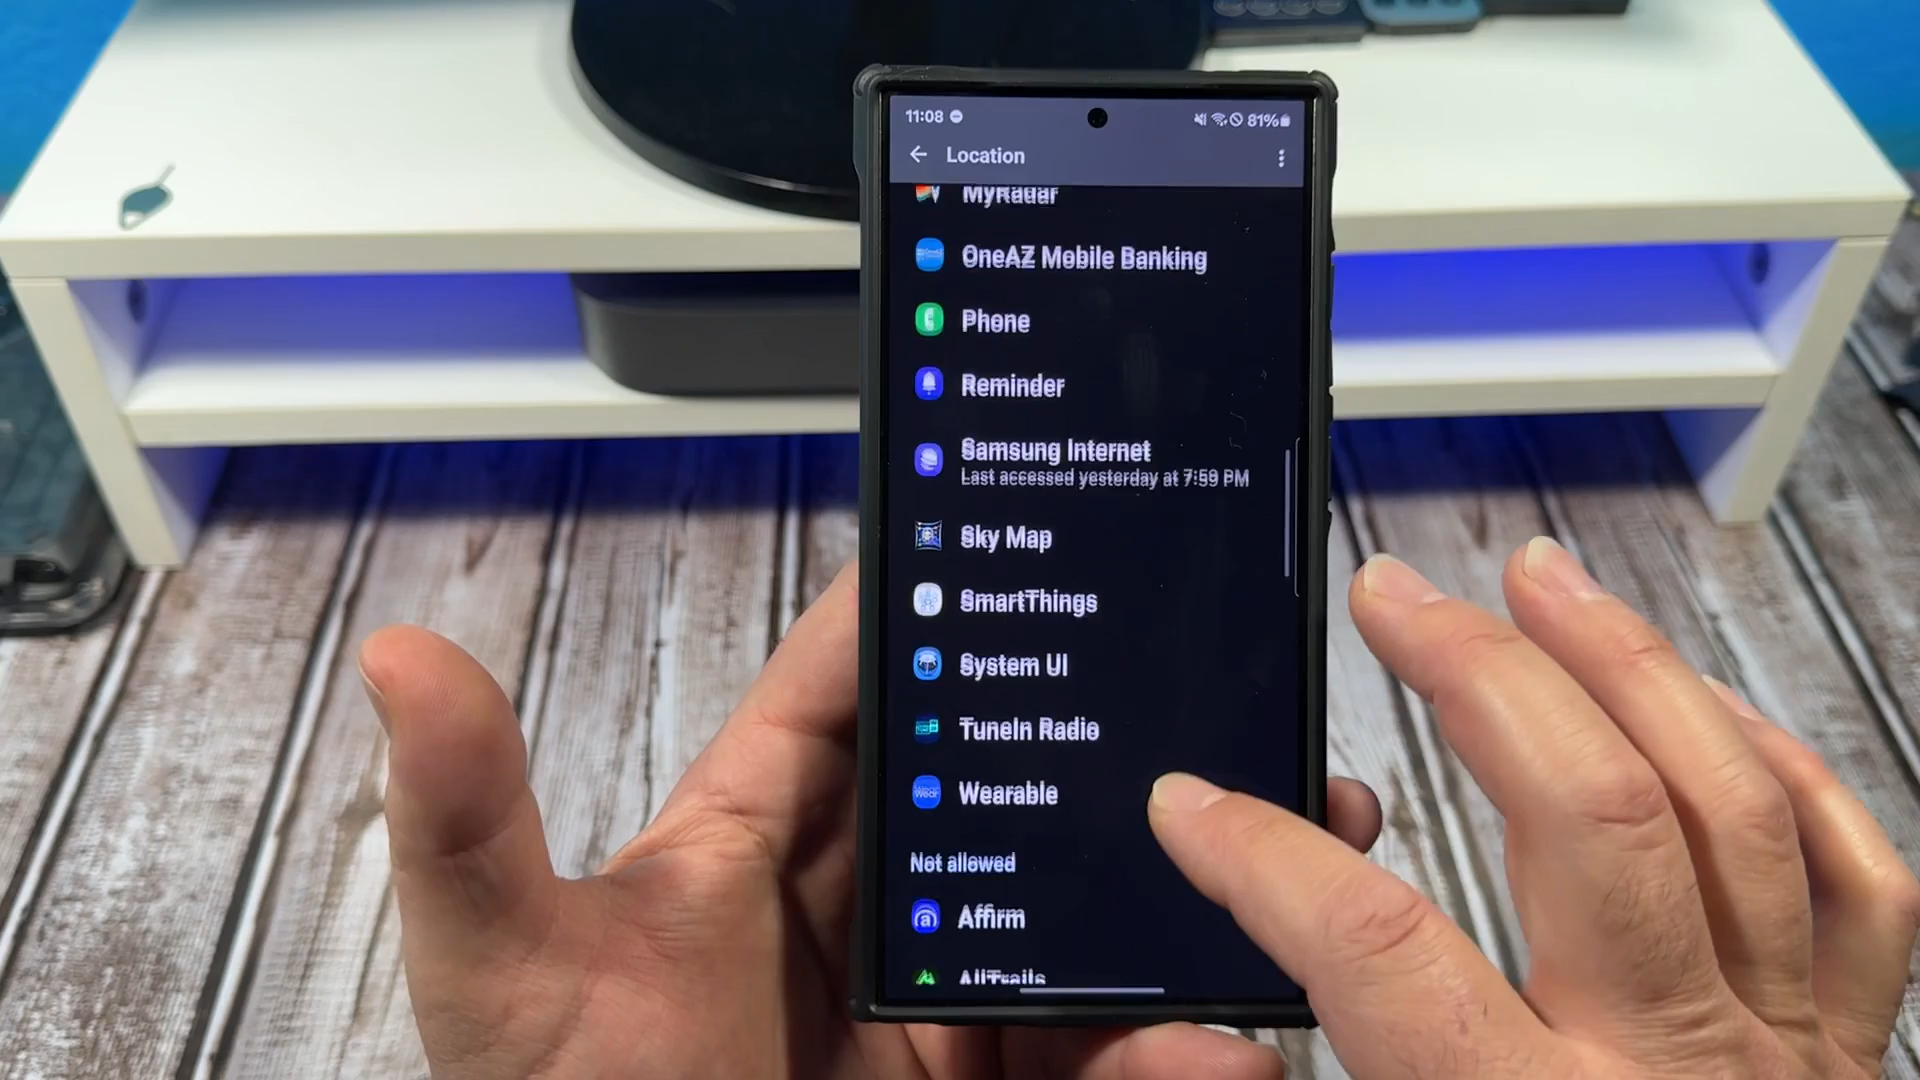 11:08
81%
Location
MyRadar
OneAZ Mobile Banking
Phone
Reminder
Samsung Internet
Last accessed yesterday at 7:59 PM
Sky Map
SmartThings
System UI
TuneIn Radio
Wear
Wearable
Not allowed
Affirm
AllTrails